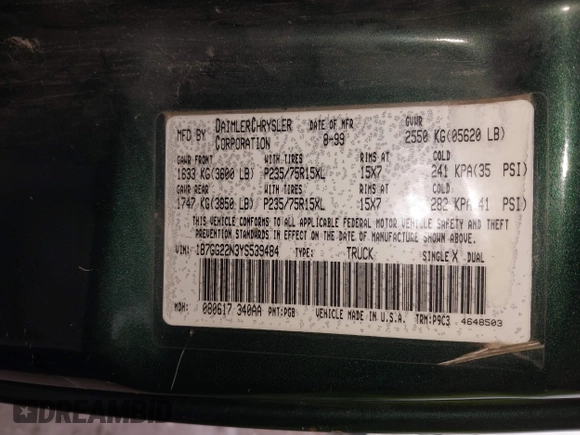 MFD BY DAIMLERCHRYSLER CORPORATION DATE OF MFR 8-99 GVWR 2550 KG(05620 LB)
GAWR FRONT WITH TIRES RIMS AT COLD
1633 KG(3600 LB) P235/75R15XL 15X7 241 KPA(35 PSI)
GAWR REAR WITH TIRES RIMS AT COLD
1747 KG(3850 LB) P235/75R15XL 15X7 282 KPA(41 PSI)
THIS VEHICLE CONFORMS TO ALL APPLICABLE FEDERAL MOTOR VEHICLE SAFETY AND THEFT
PREVENTION STANDARDS IN EFFECT ON THE DATE OF MANUFACTURE SHOWN ABOVE.
VIN: 1B7GG22N3YS539484 TYPE: TRUCK SINGLE X DUAL
MDH: 080617 340AA PNT:PGB VEHICLE MADE IN U.S.A. TRM:P9C3 4648503
DREAMBID